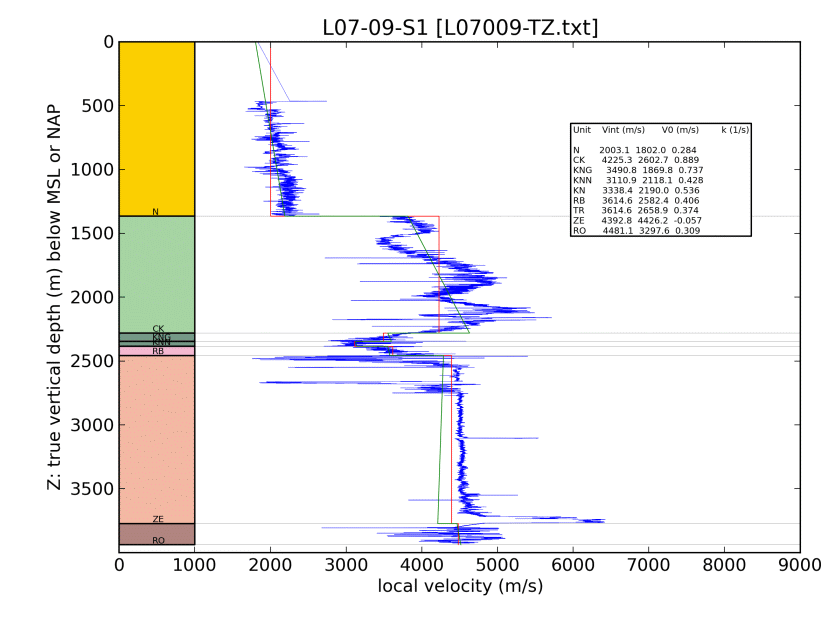 L07-09-S1 [L07009-TZ.txt]
0
500
1000
1500
2000
2500
3000
3500
Z: true vertical depth (m) below MSL or NAP
N
CK
KNG
KNN
RB
ZE
RO
Unit Vint (m/s) V0 (m/s) k (1/s)
N 2003.1 1802.0 0.284
CK 4225.3 2602.7 0.889
KNG 3490.8 1869.8 0.737
KNN 3110.9 2118.1 0.428
KN 3338.4 2190.0 0.536
RB 3614.6 2582.4 0.406
TR 3614.6 2658.9 0.374
ZE 4392.8 4426.2 -0.057
RO 4481.1 3297.6 0.309
0 1000 2000 3000 4000 5000 6000 7000 8000 9000
local velocity (m/s)